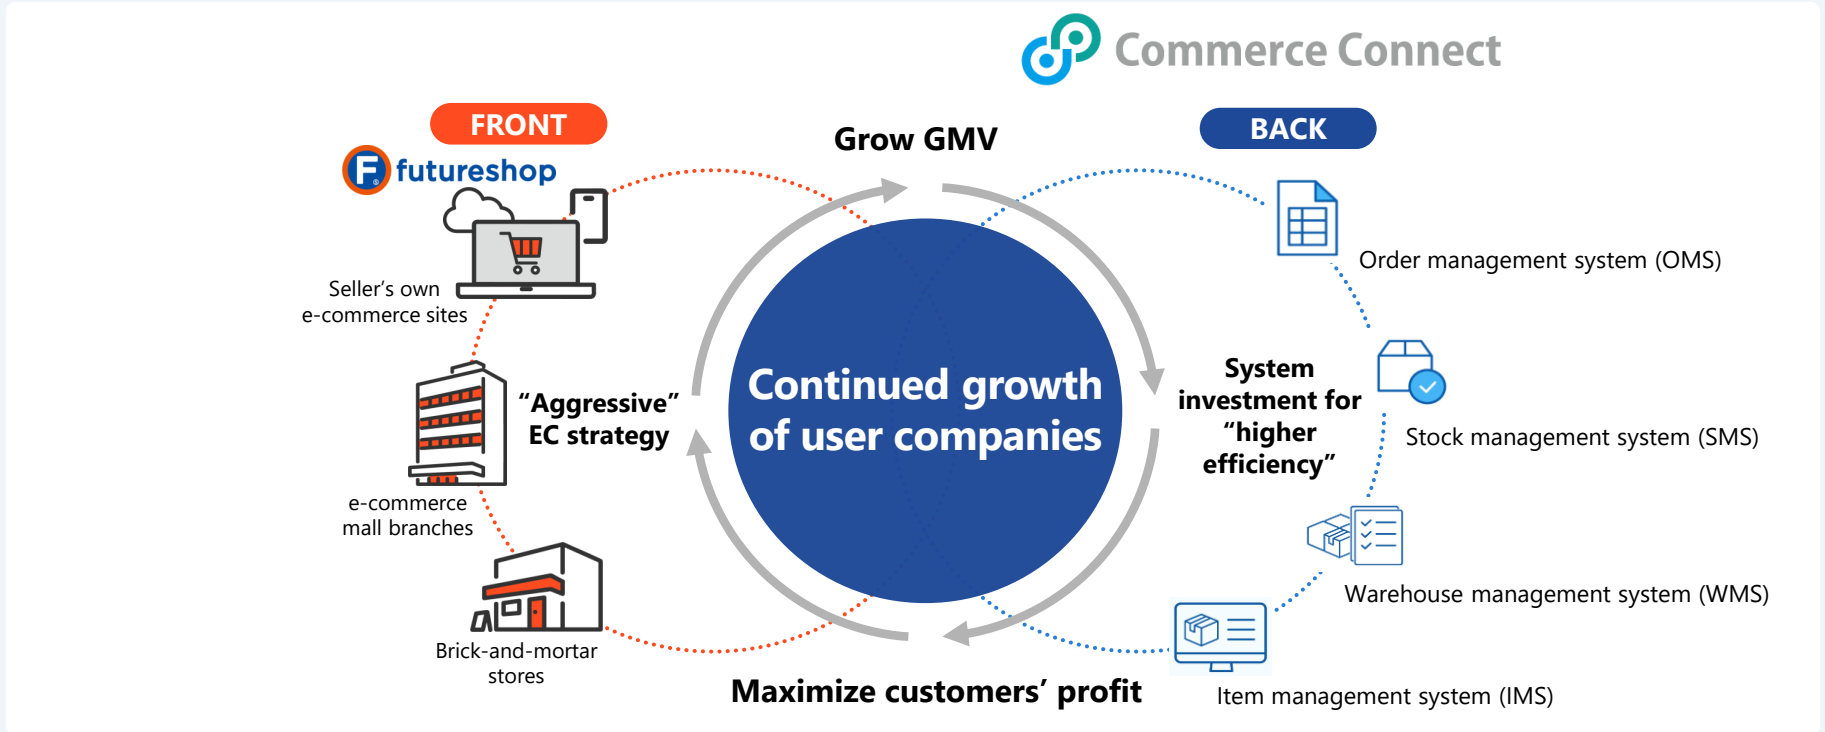 Commerce Connect
FRONT
futureshop
Seller’s own
e-commerce sites
e-commerce
mall branches
Brick-and-mortar
stores
“Aggressive”
EC strategy
Grow GMV
Continued growth
of user companies
Maximize customers’ profit
System
investment for
“higher
efficiency”
BACK
Order management system (OMS)
Stock management system (SMS)
Warehouse management system (WMS)
Item management system (IMS)